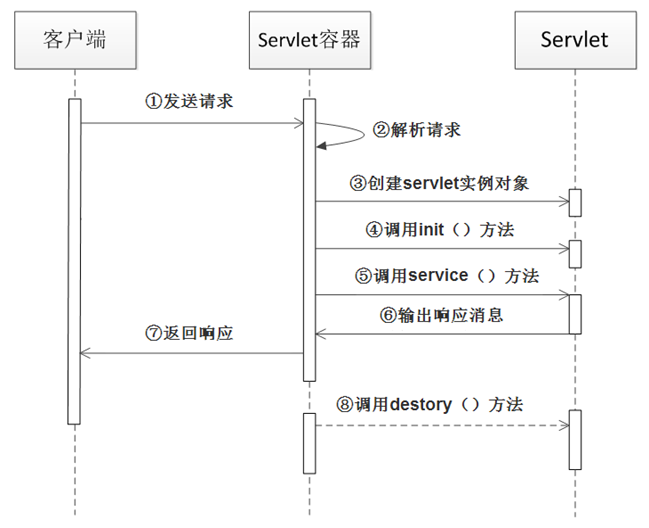 客户端
Servlet容器
Servlet
①发送请求
②解析请求
③创建servlet实例对象
④调用init（）方法
⑤调用service（）方法
⑥输出响应消息
⑦返回响应
⑧调用destory（）方法